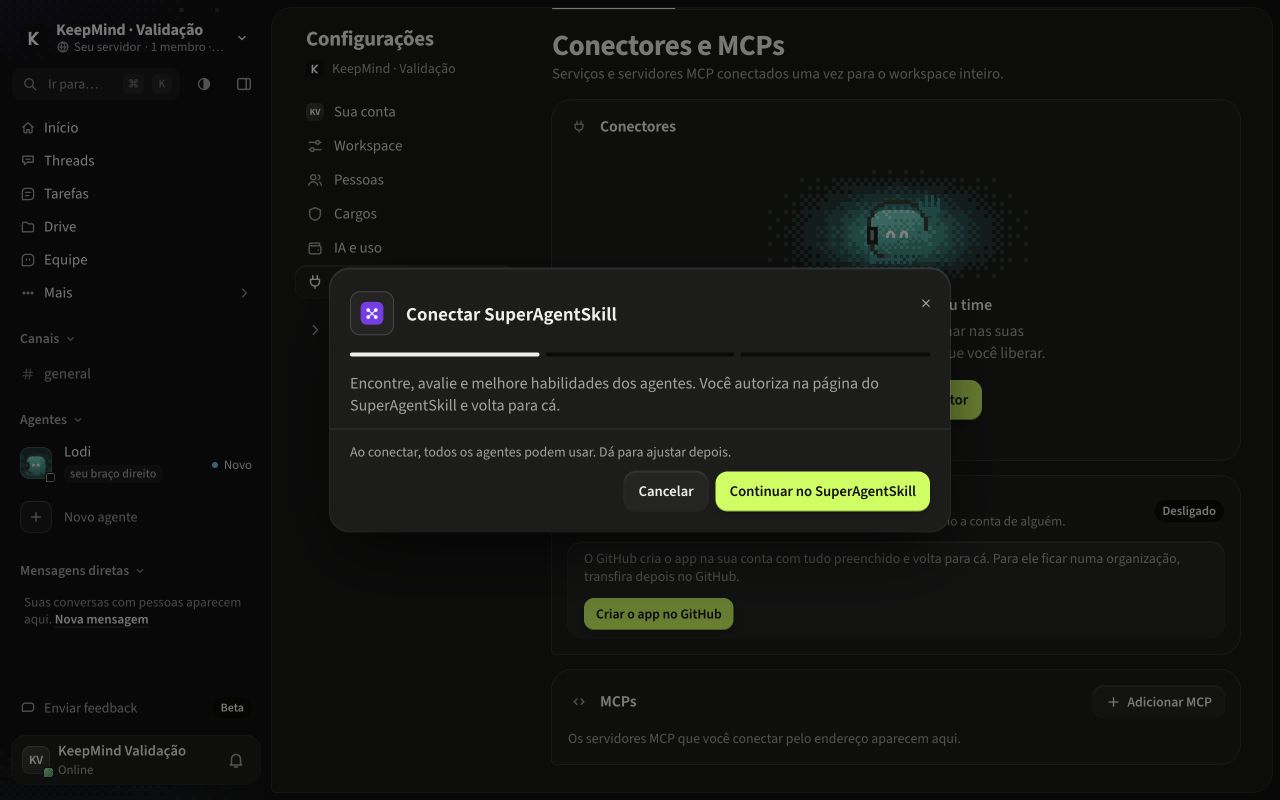 K
KeepMind · Validação
Seu servidor · 1 membro ·…
Ir para…
⌘
K
Início
Threads
Tarefas
Drive
Equipe
Mais
Canais
# general
Agentes
Lodi
seu braço direito
Novo
Novo agente
Mensagens diretas
Suas conversas com pessoas aparecem
aqui. Nova mensagem
Enviar feedback
Beta
KV
KeepMind Validação
Online
Configurações
K
KeepMind · Validação
KV
Sua conta
Workspace
Pessoas
Cargos
IA e uso
Conectores e MCPs
Serviços e servidores MCP conectados uma vez para o workspace inteiro.
Conectores
u time
nar nas suas
ue você liberar.
tor
Conectar SuperAgentSkill
Encontre, avalie e melhore habilidades dos agentes. Você autoriza na página do
SuperAgentSkill e volta para cá.
Ao conectar, todos os agentes podem usar. Dá para ajustar depois.
Cancelar
Continuar no SuperAgentSkill
Desligado
o a conta de alguém.
O GitHub cria o app na sua conta com tudo preenchido e volta para cá. Para ele ficar numa organização,
transfira depois no GitHub.
Criar o app no GitHub
MCPs
Adicionar MCP
Os servidores MCP que você conectar pelo endereço aparecem aqui.